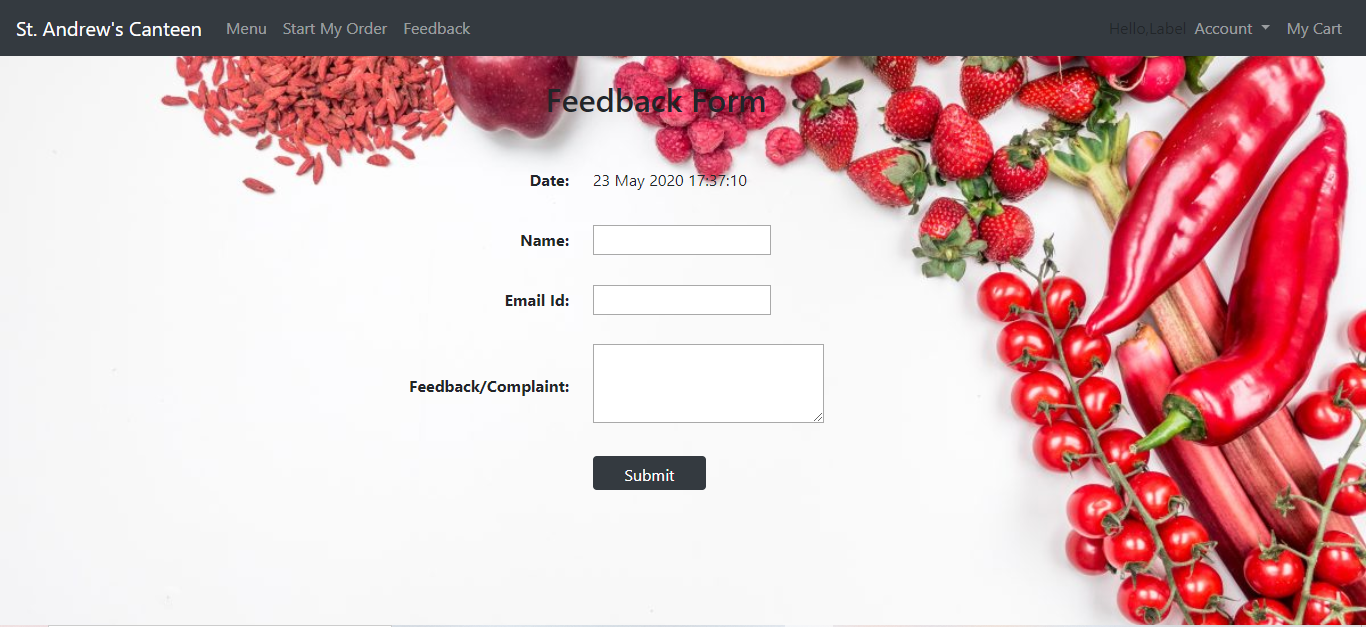 St. Andrew's Canteen Menu Start My Order Feedback Hello,Label Account My Cart
Feedback Form
Date: 23 May 2020 17:37:10
Name:
Email Id:
Feedback/Complaint:
Submit